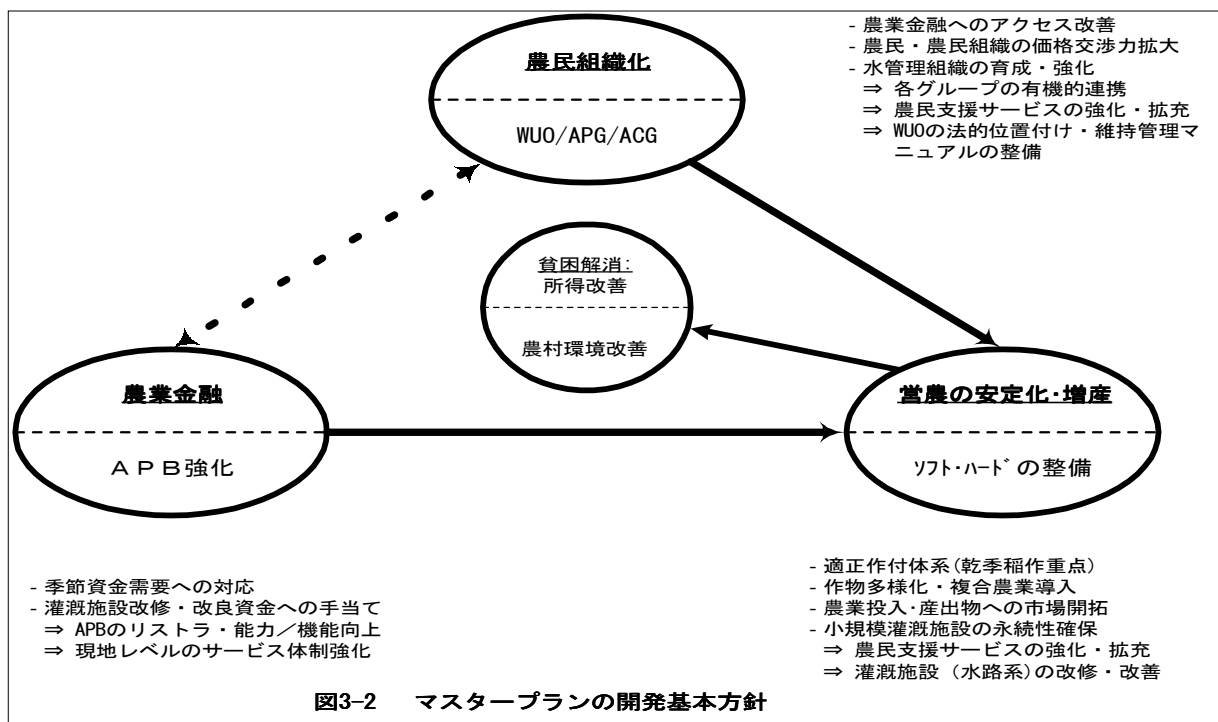 農民組織化
WUO/APG/ACG
- 農業金融へのアクセス改善
- 農民・農民組織の価格交渉力拡大
- 水管理組織の育成・強化
⇒ 各グループの有機的連携
⇒ 農民支援サービスの強化・拡充
⇒ WUOの法的位置付け・維持管理マ
ニュアルの整備
貧困解消:
所得改善
農村環境改善
農業金融
ＡＰＢ強化
営農の安定化・増産
ｿﾌﾄ・ﾊｰﾄﾞの整備
- 季節資金需要への対応
- 灌漑施設改修・改良資金への手当て
⇒ APBのリストラ・能力／機能向上
⇒ 現地レベルのサービス体制強化
- 適正作付体系(乾季稲作重点)
- 作物多様化・複合農業導入
- 農業投入・産出物への市場開拓
- 小規模灌漑施設の永続性確保
⇒ 農民支援サービスの強化・拡充
⇒ 灌漑施設（水路系)の改修・改善
図3-2 マスタープランの開発基本方針